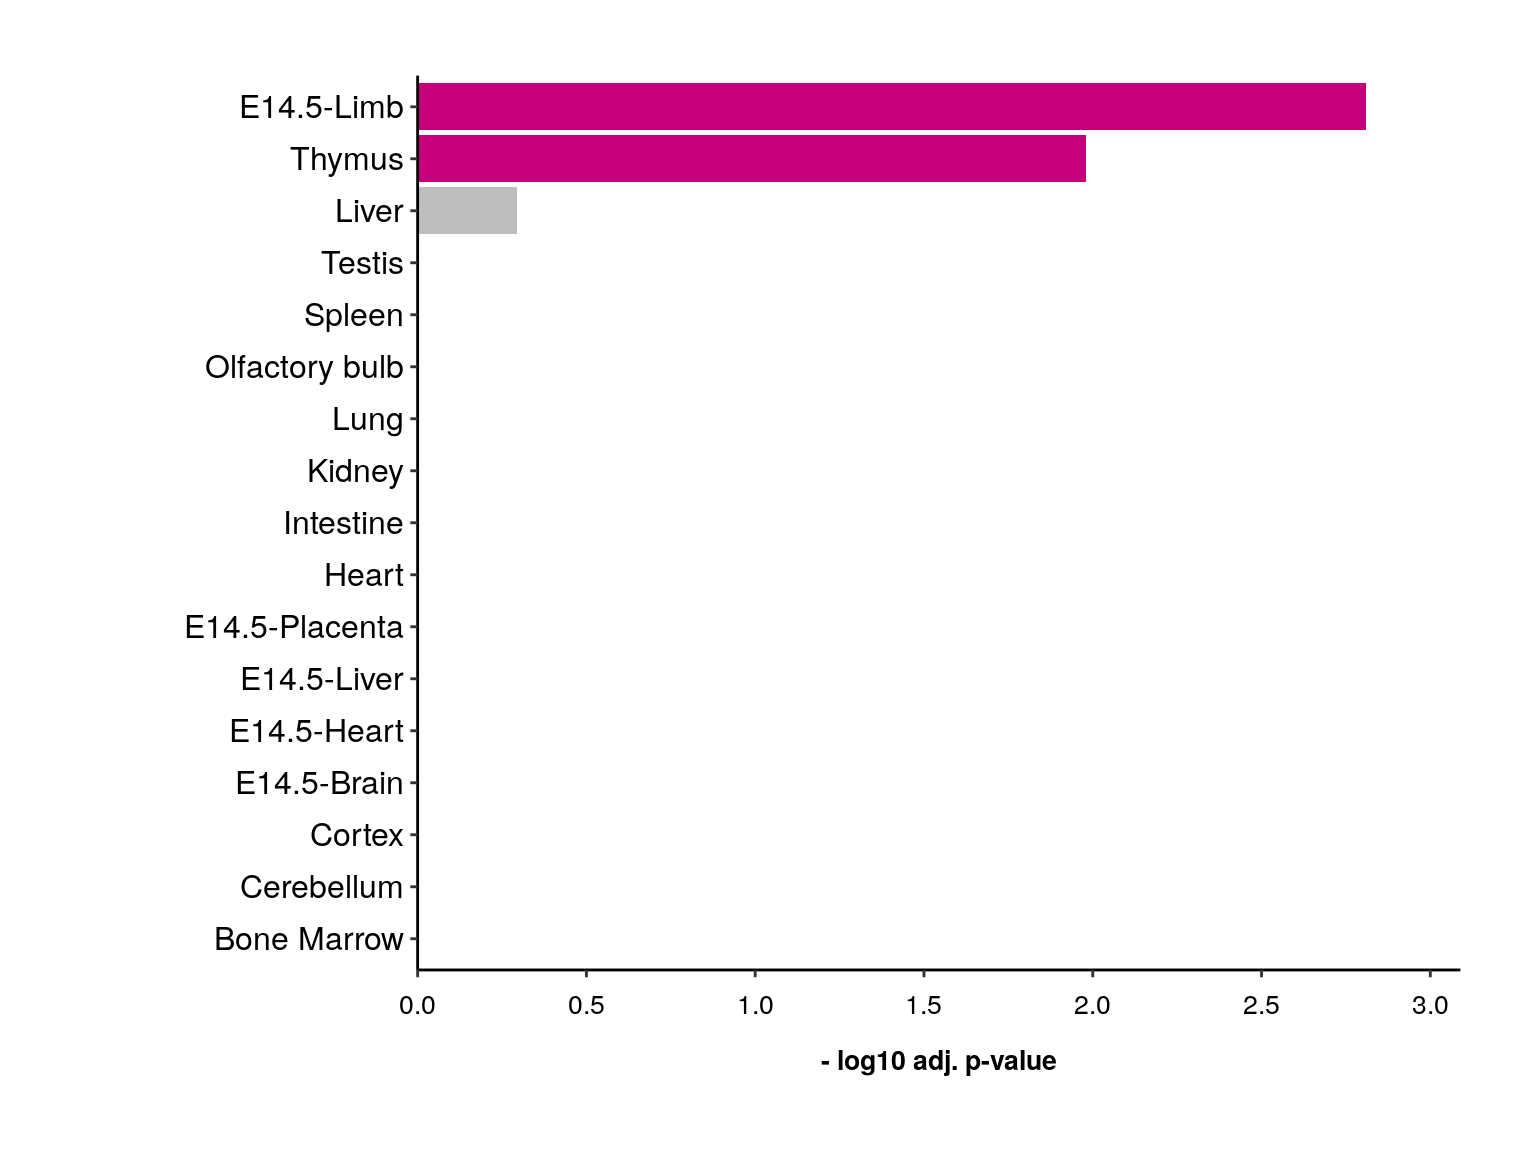 E14.5-Limb
Thymus
Liver
Testis
Spleen
Olfactory bulb
Lung
Kidney
Intestine
Heart
E14.5-Placenta
E14.5-Liver
E14.5-Heart
E14.5-Brain
Cortex
Cerebellum
Bone Marrow
0.0 0.5 1.0 1.5 2.0 2.5 3.0
- log10 adj. p-value